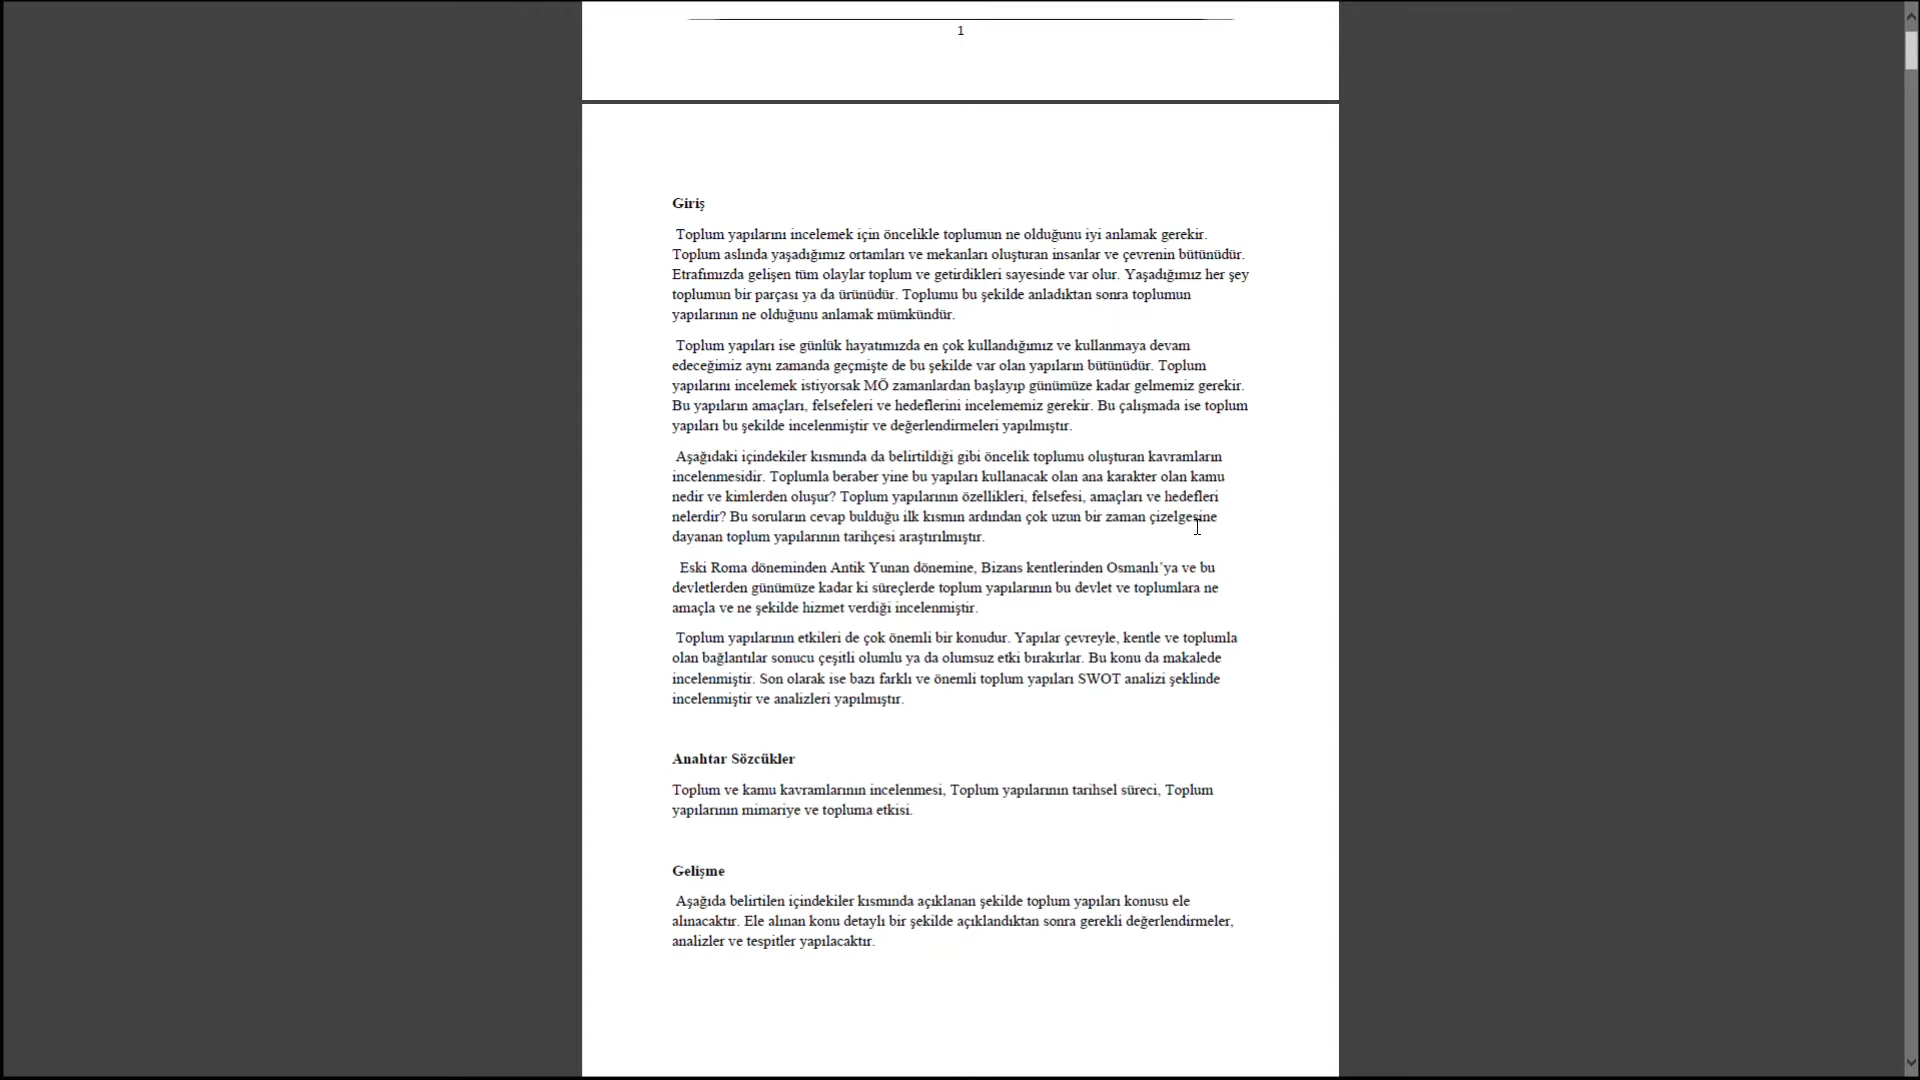 1
Giriş
Toplum yapılarını incelemek için öncelikle toplumun ne olduğunu iyi anlamak gerekir.
Toplum aslında yaşadığımız ortamları ve mekanları oluşturan insanlar ve çevrenin bütünüdür.
Etrafımızda gelişen tüm olaylar toplum ve getirdikleri sayesinde var olur. Yaşadığımız her şey
toplumun bir parçası ya da ürünüdür. Toplumu bu şekilde anladıktan sonra toplumun
yapılarının ne olduğunu anlamak mümkündür.
Toplum yapıları ise günlük hayatımızda en çok kullandığımız ve kullanmaya devam
edeceğimiz aynı zamanda geçmişte de bu şekilde var olan yapıların bütünüdür. Toplum
yapılarını incelemek istiyorsak MÖ zamanlardan başlayıp günümüze kadar gelmemiz gerekir.
Bu yapıların amaçları, felsefeleri ve hedeflerini incelememiz gerekir. Bu çalışmada ise toplum
yapıları bu şekilde incelenmiştir ve değerlendirmeleri yapılmıştır.
Aşağıdaki içindekiler kısmında da belirtildiği gibi öncelik toplumu oluşturan kavramların
incelenmesidir. Toplumla beraber yine bu yapıları kullanacak olan ana karakter olan kamu
nedir ve kimlerden oluşur? Toplum yapılarının özellikleri, felsefesi, amaçları ve hedefleri
nelerdir? Bu soruların cevap bulduğu ilk kısmın ardından çok uzun bir zaman çizelgesine
dayanan toplum yapılarının tarihçesi araştırılmıştır.
Eski Roma döneminden Antik Yunan dönemine, Bizans kentlerinden Osmanlı’ya ve bu
devletlerden günümüze kadar ki süreçlerde toplum yapılarının bu devlet ve toplumlara ne
amaçla ve ne şekilde hizmet verdiği incelenmiştir.
Toplum yapılarının etkileri de çok önemli bir konudur. Yapılar çevreyle, kentle ve toplumla
olan bağlantılar sonucu çeşitli olumlu ya da olumsuz etki bırakırlar. Bu konu da makalede
incelenmiştir. Son olarak ise bazı farklı ve önemli toplum yapıları SWOT analizi şeklinde
incelenmiştir ve analizleri yapılmıştır.
Anahtar Sözcükler
Toplum ve kamu kavramlarının incelenmesi, Toplum yapılarının tarihsel süreci, Toplum
yapılarının mimariye ve topluma etkisi.
Gelişme
Aşağıda belirtilen içindekiler kısmında açıklanan şekilde toplum yapıları konusu ele
alınacaktır. Ele alınan konu detaylı bir şekilde açıklandıktan sonra gerekli değerlendirmeler,
analizler ve tespitler yapılacaktır.